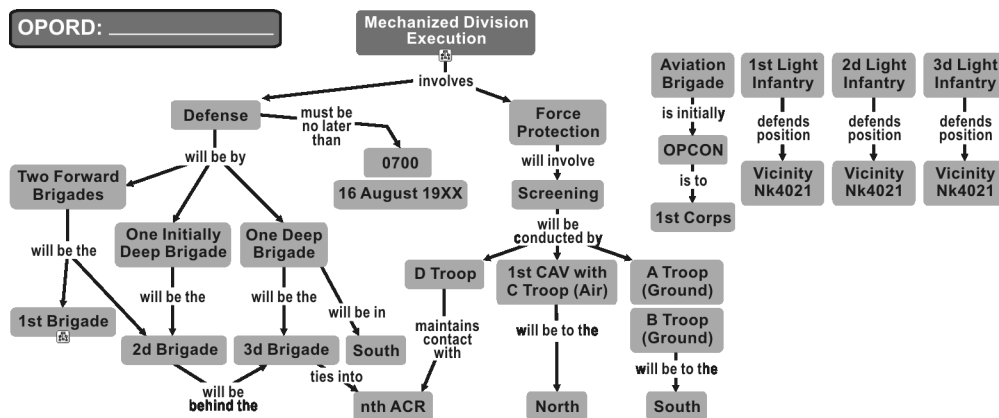 OPORD:
Mechanized Division
Execution
involves
Defense
must be
no later
than
0700
16 August 19XX
will be by
Two Forward
Brigades
One Initially
Deep Brigade
One Deep
Brigade
will be the
will be the
will be the
will be in
1st Brigade
2d Brigade
3d Brigade
South
will be
behind the
ties into
nth ACR
Force
Protection
will involve
Screening
will be
conducted by
D Troop
1st CAV with
C Troop (Air)
A Troop
(Ground)
B Troop
(Ground)
maintains
contact
with
will be to the
will be to the
North
South
Aviation
Brigade
is initially
OPCON
is to
1st Corps
1st Light
Infantry
defends
position
Vicinity
Nk4021
2d Light
Infantry
defends
position
Vicinity
Nk4021
3d Light
Infantry
defends
position
Vicinity
Nk4021